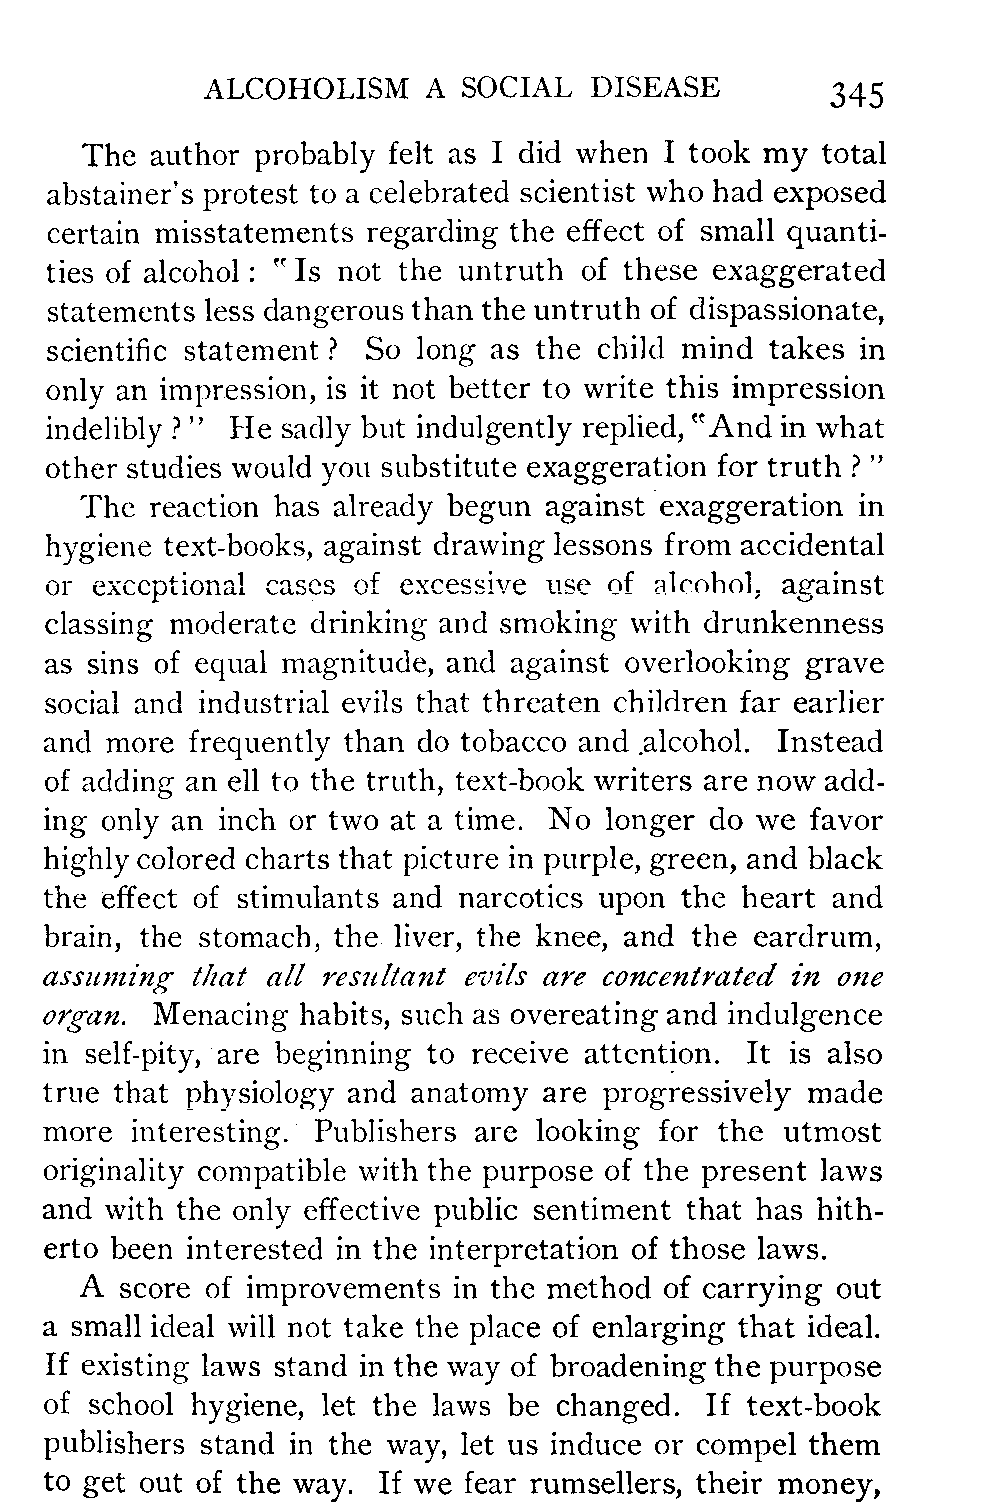 ALCOHOLISM A SOCIAL DISEASE 345
The author probably felt as I did when I took my total
abstainer's protest to a celebrated scientist who had exposed
certain misstatements regarding the effect of small quanti-
ties of alcohol: "Is not the untruth of these exaggerated
statements less dangerous than the untruth of dispassionate,
scientific statement? So long as the child mind takes in
only an impression, is it not better to write this impression
indelibly?" He sadly but indulgently replied, "And in what
other studies would you substitute exaggeration for truth?"
The reaction has already begun against exaggeration in
hygiene text-books, against drawing lessons from accidental
or exceptional cases of excessive use of alcohol, against
classing moderate drinking and smoking with drunkenness
as sins of equal magnitude, and against overlooking grave
social and industrial evils that threaten children far earlier
and more frequently than do tobacco and alcohol. Instead
of adding an ell to the truth, text-book writers are now add-
ing only an inch or two at a time. No longer do we favor
highly colored charts that picture in purple, green, and black
the effect of stimulants and narcotics upon the heart and
brain, the stomach, the liver, the knee, and the eardrum,
assuming that all resultant evils are concentrated in one
organ. Menacing habits, such as overeating and indulgence
in self-pity, are beginning to receive attention. It is also
true that physiology and anatomy are progressively made
more interesting. Publishers are looking for the utmost
originality compatible with the purpose of the present laws
and with the only effective public sentiment that has hith-
erto been interested in the interpretation of those laws.
A score of improvements in the method of carrying out
a small ideal will not take the place of enlarging that ideal.
If existing laws stand in the way of broadening the purpose
of school hygiene, let the laws be changed. If text-book
publishers stand in the way, let us induce or compel them
to get out of the way. If we fear rumsellers, their money,